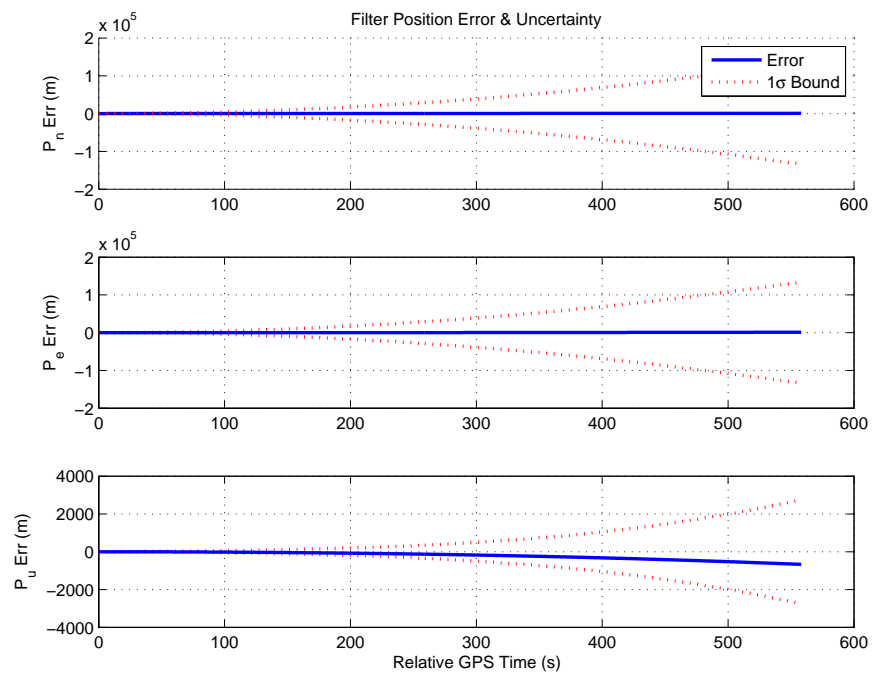 Filter Position Error & Uncertainty
x 10^5
2
1
0
−1
−2
P_n Err (m)
0 100 200 300 400 500 600
Error
1σ Bound
x 10^5
2
1
0
−1
−2
P_e Err (m)
0 100 200 300 400 500 600
4000
2000
0
−2000
−4000
P_u Err (m)
0 100 200 300 400 500 600
Relative GPS Time (s)